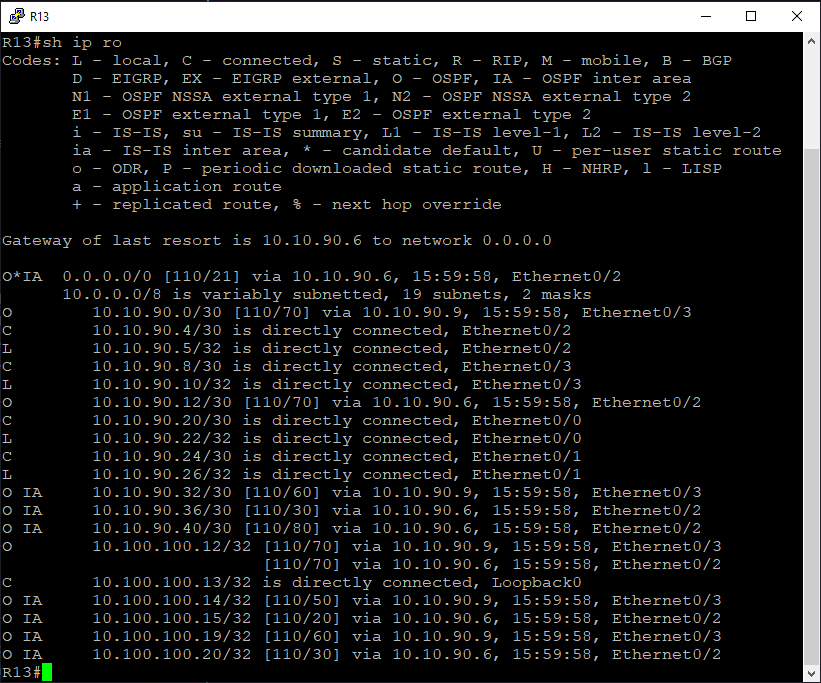 R13
R13#sh ip ro
Codes: L - local, C - connected, S - static, R - RIP, M - mobile, B - BGP
       D - EIGRP, EX - EIGRP external, O - OSPF, IA - OSPF inter area
       N1 - OSPF NSSA external type 1, N2 - OSPF NSSA external type 2
       E1 - OSPF external type 1, E2 - OSPF external type 2
       i - IS-IS, su - IS-IS summary, L1 - IS-IS level-1, L2 - IS-IS level-2
       ia - IS-IS inter area, * - candidate default, U - per-user static route
       o - ODR, P - periodic downloaded static route, H - NHRP, l - LISP
       a - application route
       + - replicated route, % - next hop override
Gateway of last resort is 10.10.90.6 to network 0.0.0.0
O*IA  0.0.0.0/0 [110/21] via 10.10.90.6, 15:59:58, Ethernet0/2
      10.0.0.0/8 is variably subnetted, 19 subnets, 2 masks
O        10.10.90.0/30 [110/70] via 10.10.90.9, 15:59:58, Ethernet0/3
C        10.10.90.4/30 is directly connected, Ethernet0/2
L        10.10.90.5/32 is directly connected, Ethernet0/2
C        10.10.90.8/30 is directly connected, Ethernet0/3
L        10.10.90.10/32 is directly connected, Ethernet0/3
O        10.10.90.12/30 [110/70] via 10.10.90.6, 15:59:58, Ethernet0/2
C        10.10.90.20/30 is directly connected, Ethernet0/0
L        10.10.90.22/32 is directly connected, Ethernet0/0
C        10.10.90.24/30 is directly connected, Ethernet0/1
L        10.10.90.26/32 is directly connected, Ethernet0/1
O IA     10.10.90.32/30 [110/60] via 10.10.90.9, 15:59:58, Ethernet0/3
O IA     10.10.90.36/30 [110/30] via 10.10.90.6, 15:59:58, Ethernet0/2
O IA     10.10.90.40/30 [110/80] via 10.10.90.6, 15:59:58, Ethernet0/2
O        10.100.100.12/32 [110/70] via 10.10.90.9, 15:59:58, Ethernet0/3
                          [110/70] via 10.10.90.6, 15:59:58, Ethernet0/2
C        10.100.100.13/32 is directly connected, Loopback0
O IA     10.100.100.14/32 [110/50] via 10.10.90.9, 15:59:58, Ethernet0/3
O IA     10.100.100.15/32 [110/20] via 10.10.90.6, 15:59:58, Ethernet0/2
O IA     10.100.100.19/32 [110/60] via 10.10.90.9, 15:59:58, Ethernet0/3
O IA     10.100.100.20/32 [110/30] via 10.10.90.6, 15:59:58, Ethernet0/2
R13#